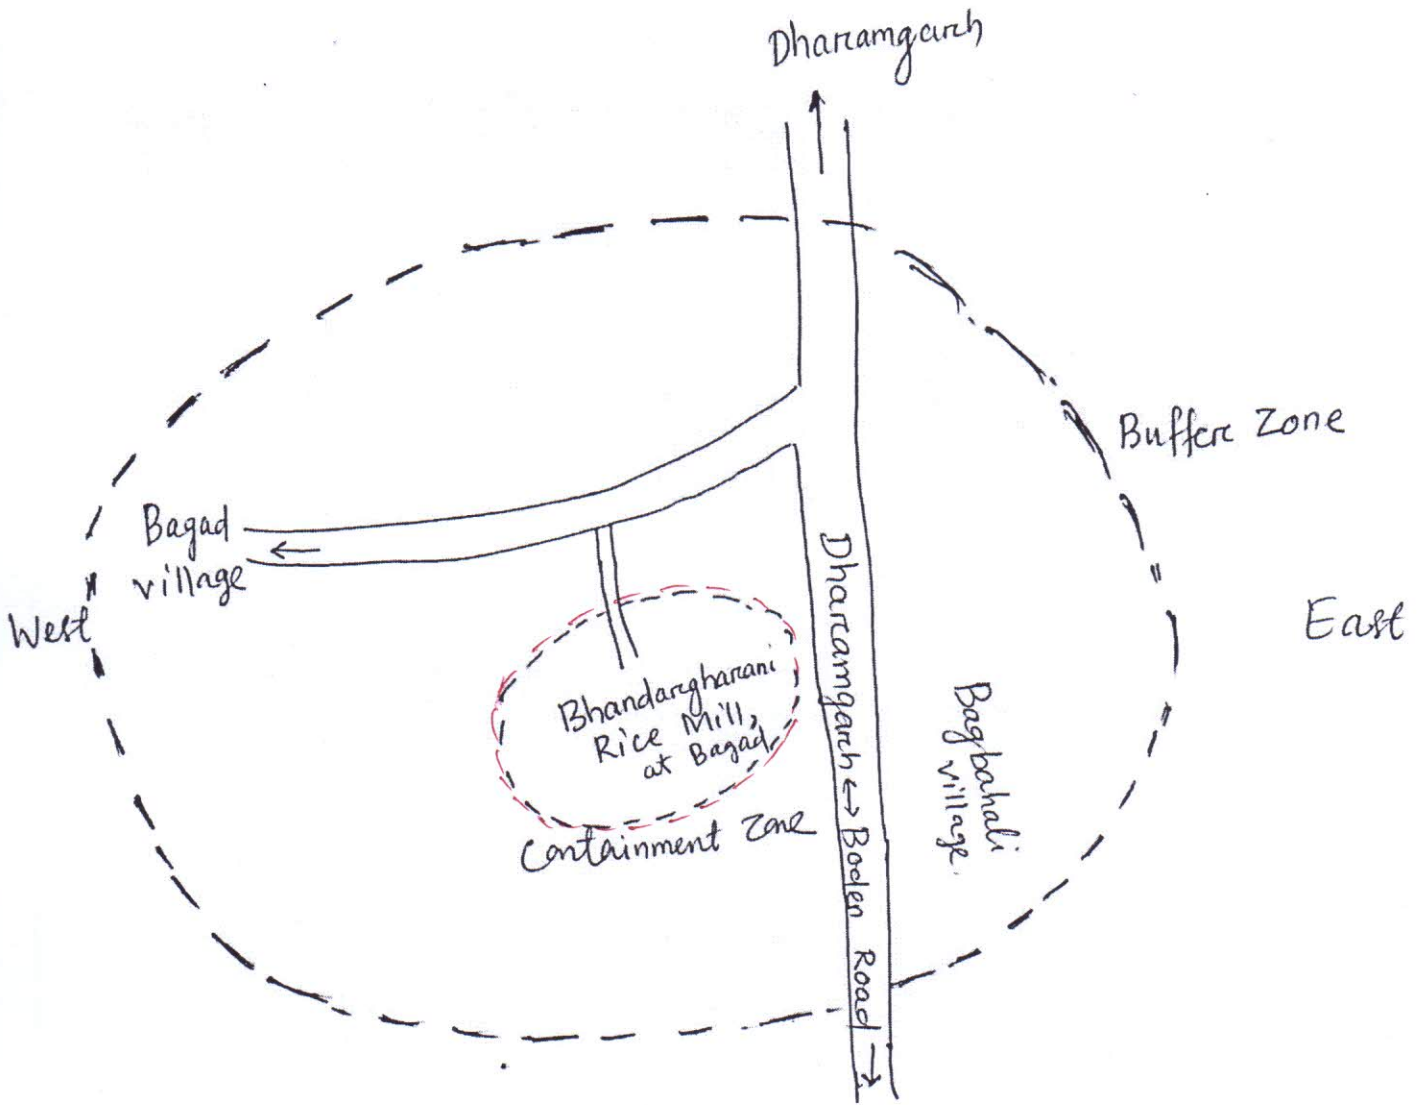 Dharamgarh
Buffer Zone
Bagad
village
West
East
Bhandargharani
Rice Mill,
at Bagad
Containment Zone
Dharamgarh ↔ Boden Road
Bagbahali
village.